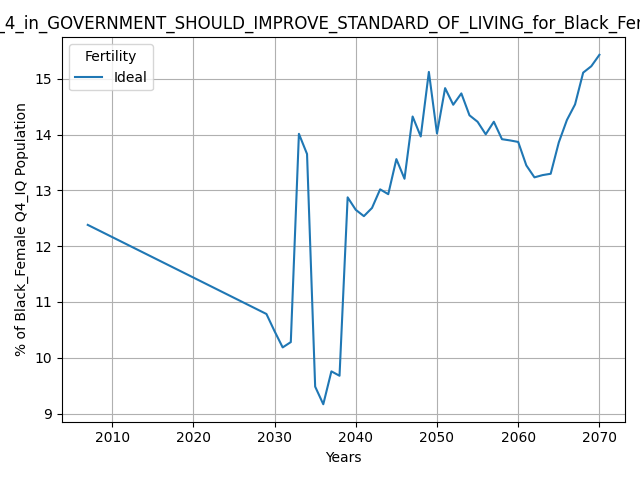 _4_in_GOVERNMENT_SHOULD_IMPROVE_STANDARD_OF_LIVING_for_Black_Fe
Fertility
Ideal
% of Black_Female Q4_IQ Population
15
14
13
12
11
10
9
2010 2020 2030 2040 2050 2060 2070
Years